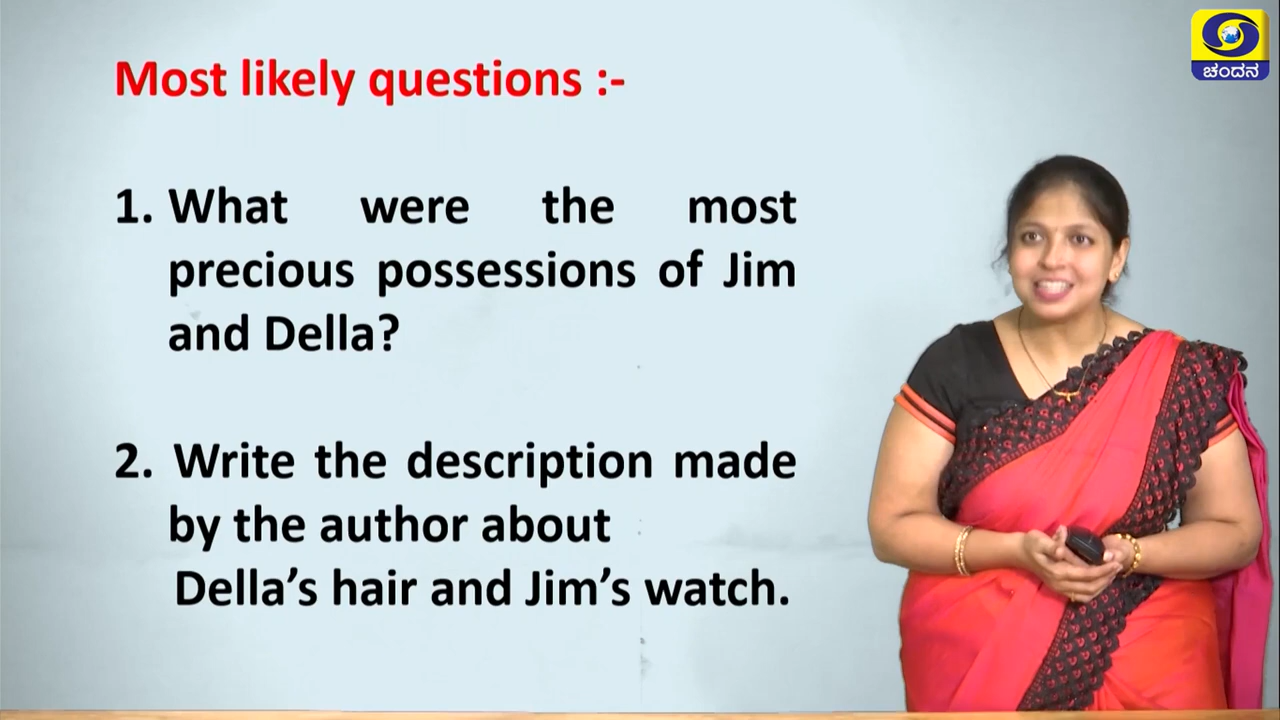 ಚಂದನ
Most likely questions :-
1. What were the most
precious possessions of Jim
and Della?
2. Write the description made
by the author about
Della's hair and Jim's watch.